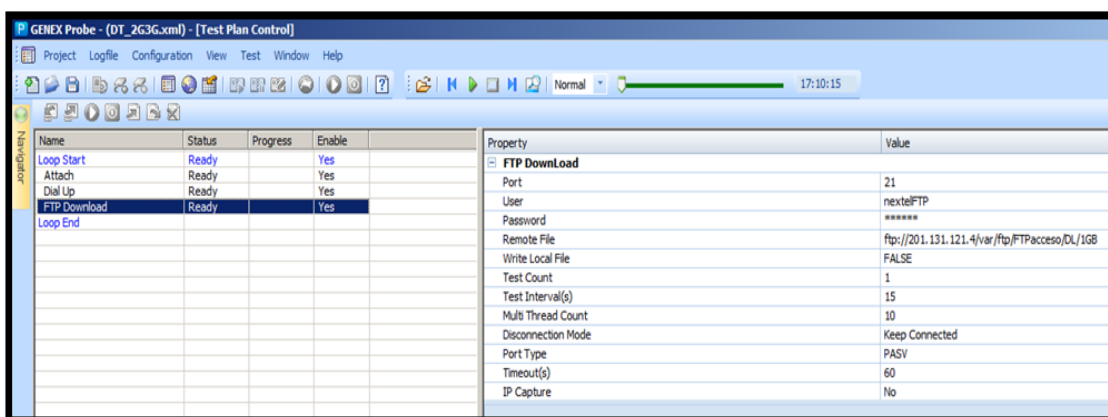 GENEX Probe - (DT_2G3G.xml) - [Test Plan Control]
Project Logfile Configuration View Test Window Help
Normal 17:10:15
Navigator
Name Status Progress Enable
Loop Start Ready Yes
Attach Ready Yes
Dial Up Ready Yes
FTP Download Ready Yes
Loop End
Property Value
FTP DownLoad
Port 21
User nextelFTP
Password ******
Remote File ftp://201.131.121.4/var/ftp/FTPacceso/DL/1GB
Write Local File FALSE
Test Count 1
Test Interval(s) 15
Multi Thread Count 10
Disconnection Mode Keep Connected
Port Type PASV
Timeout(s) 60
IP Capture No